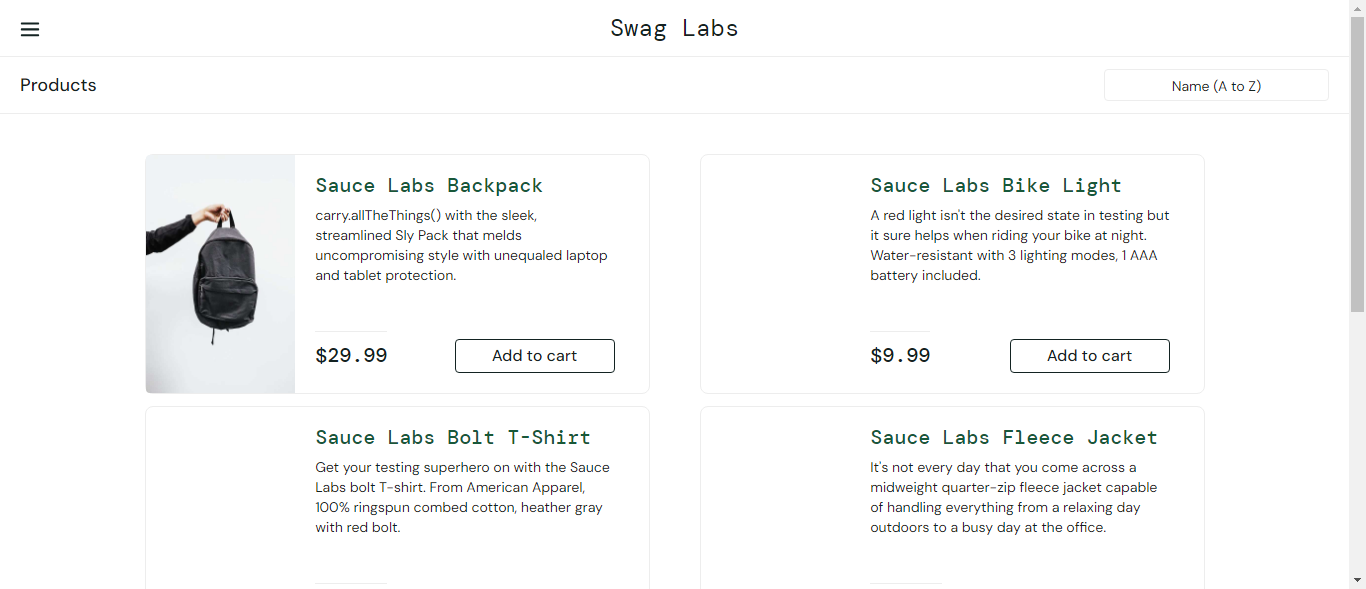 Swag Labs
Products
Name (A to Z)
Sauce Labs Backpack
carry.allTheThings() with the sleek,
streamlined Sly Pack that melds
uncompromising style with unequaled laptop
and tablet protection.
$29.99
Add to cart
Sauce Labs Bike Light
A red light isn't the desired state in testing but
it sure helps when riding your bike at night.
Water-resistant with 3 lighting modes, 1 AAA
battery included.
$9.99
Add to cart
Sauce Labs Bolt T-Shirt
Get your testing superhero on with the Sauce
Labs bolt T-shirt. From American Apparel,
100% ringspun combed cotton, heather gray
with red bolt.
Sauce Labs Fleece Jacket
It's not every day that you come across a
midweight quarter-zip fleece jacket capable
of handling everything from a relaxing day
outdoors to a busy day at the office.